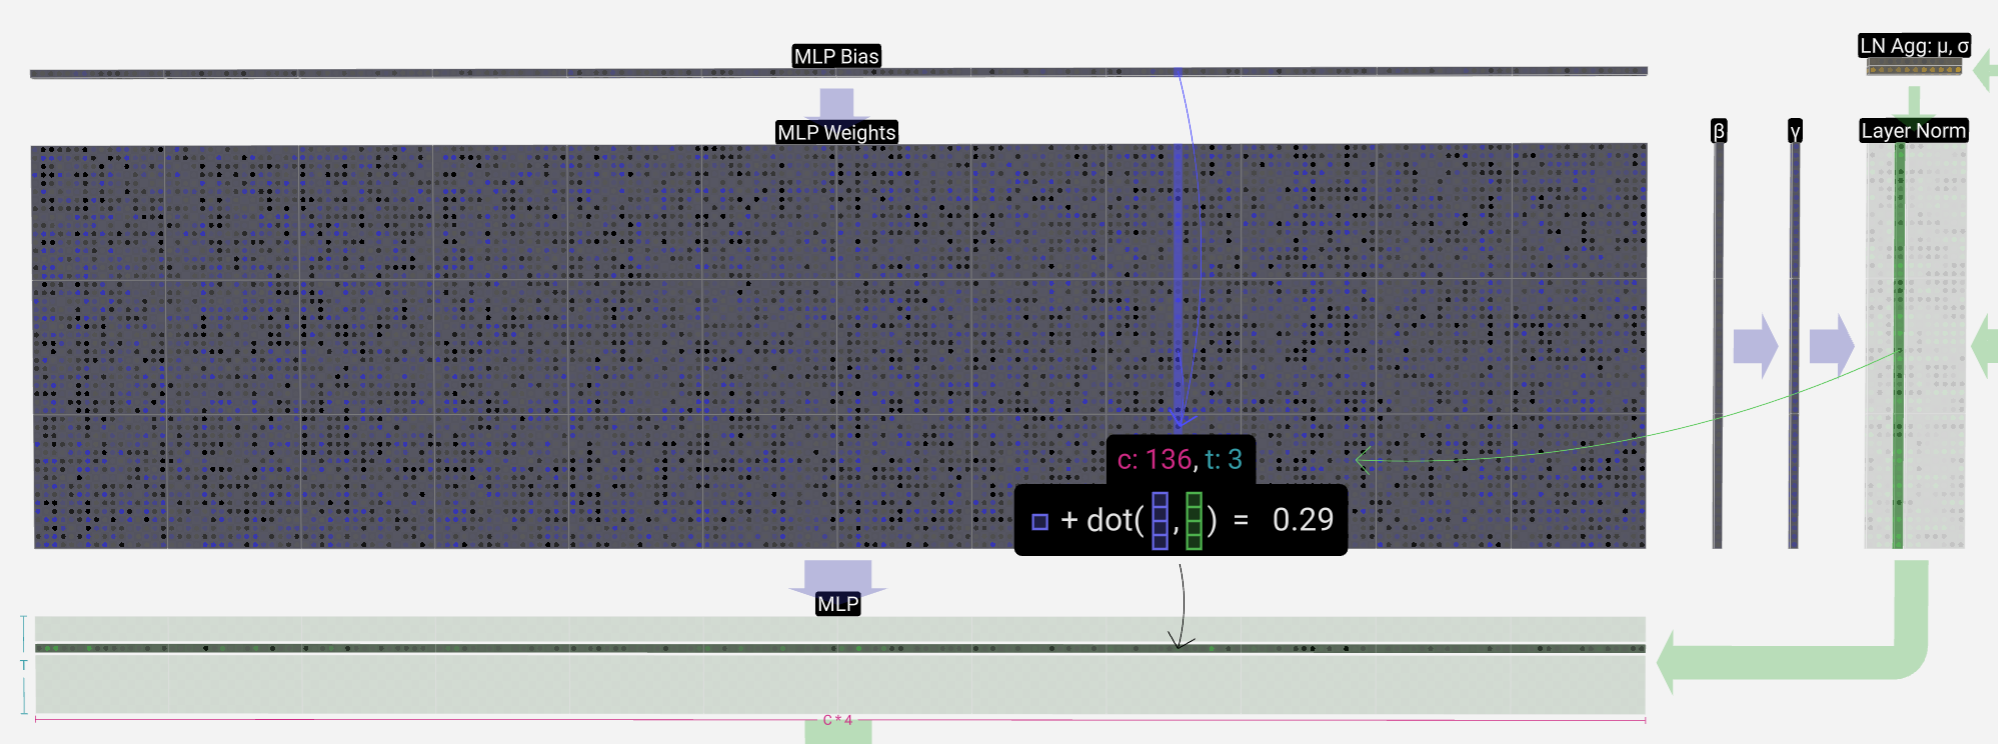 MLP Bias
LN Agg: μ, σ
MLP Weights
β
γ
Layer Norm
c: 136, t: 3
+ dot( , ) = 0.29
MLP
T
C * 4